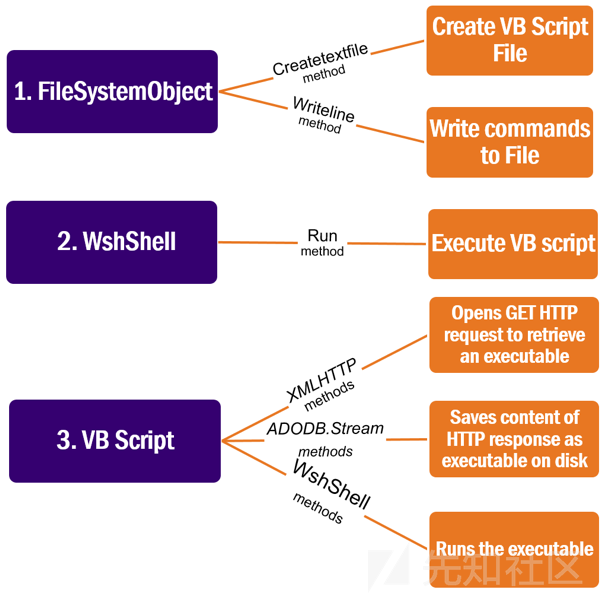 1. FileSystemObject
Createtextfile
method
Create VB Script
File
Writeline
method
Write commands
to File
2. WshShell
Run
method
Execute VB script
3. VB Script
XMLHTTP
methods
Opens GET HTTP
request to retrieve
an executable
ADODB.Stream
methods
Saves content of
HTTP response as
executable on disk
WshShell
methods
Runs the executable
先知社区